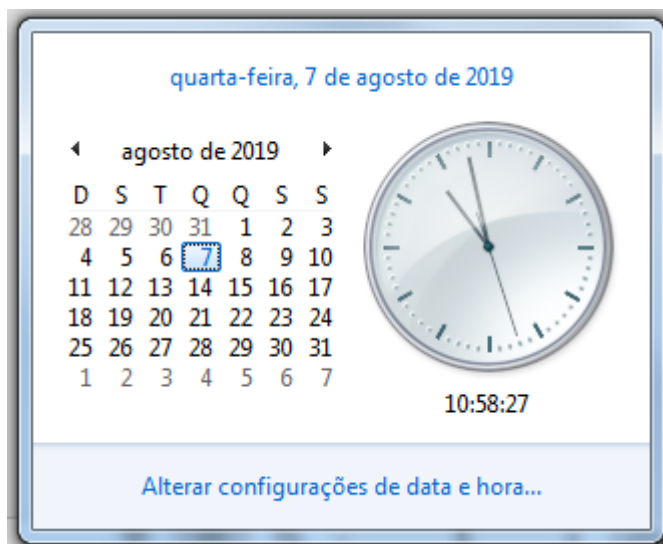 quarta-feira, 7 de agosto de 2019
agosto de 2019
D S T Q Q S S
28 29 30 31 1 2 3
4 5 6 7 8 9 10
11 12 13 14 15 16 17
18 19 20 21 22 23 24
25 26 27 28 29 30 31
1 2 3 4 5 6 7
10:58:27
Alterar configurações de data e hora...